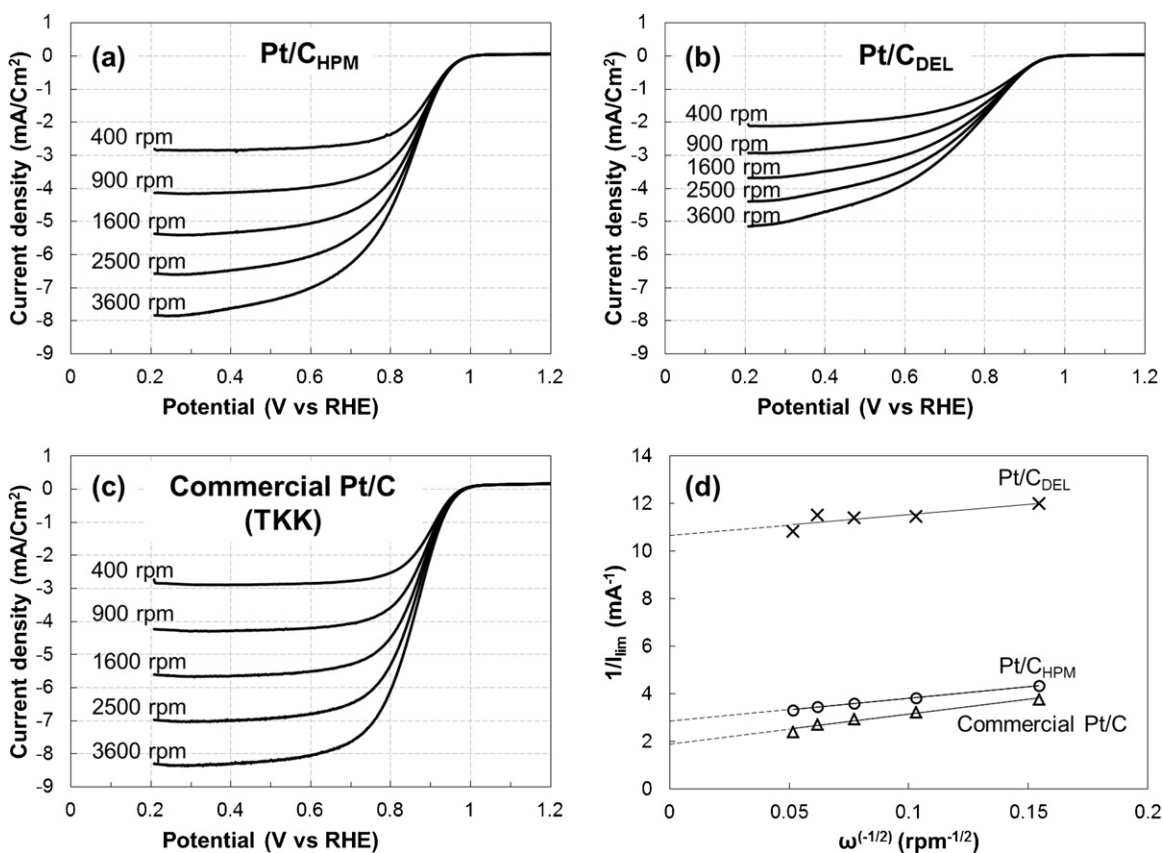 (a) Pt/C_HPM
Current density (mA/Cm²)
1
0
-1
-2
-3
-4
-5
-6
-7
-8
-9
400 rpm
900 rpm
1600 rpm
2500 rpm
3600 rpm
0 0.2 0.4 0.6 0.8 1 1.2
Potential (V vs RHE)
(b) Pt/C_DEL
Current density (mA/Cm²)
1
0
-1
-2
-3
-4
-5
-6
-7
-8
-9
400 rpm
900 rpm
1600 rpm
2500 rpm
3600 rpm
0 0.2 0.4 0.6 0.8 1 1.2
Potential (V vs RHE)
(c) Commercial Pt/C
(TKK)
Current density (mA/Cm²)
1
0
-1
-2
-3
-4
-5
-6
-7
-8
-9
400 rpm
900 rpm
1600 rpm
2500 rpm
3600 rpm
0 0.2 0.4 0.6 0.8 1 1.2
Potential (V vs RHE)
(d)
1/I_lim (mA⁻¹)
14
12
10
8
6
4
2
0
Pt/C_DEL
Pt/C_HPM
Commercial Pt/C
0 0.05 0.1 0.15 0.2
ω^(-1/2) (rpm^-1/2)